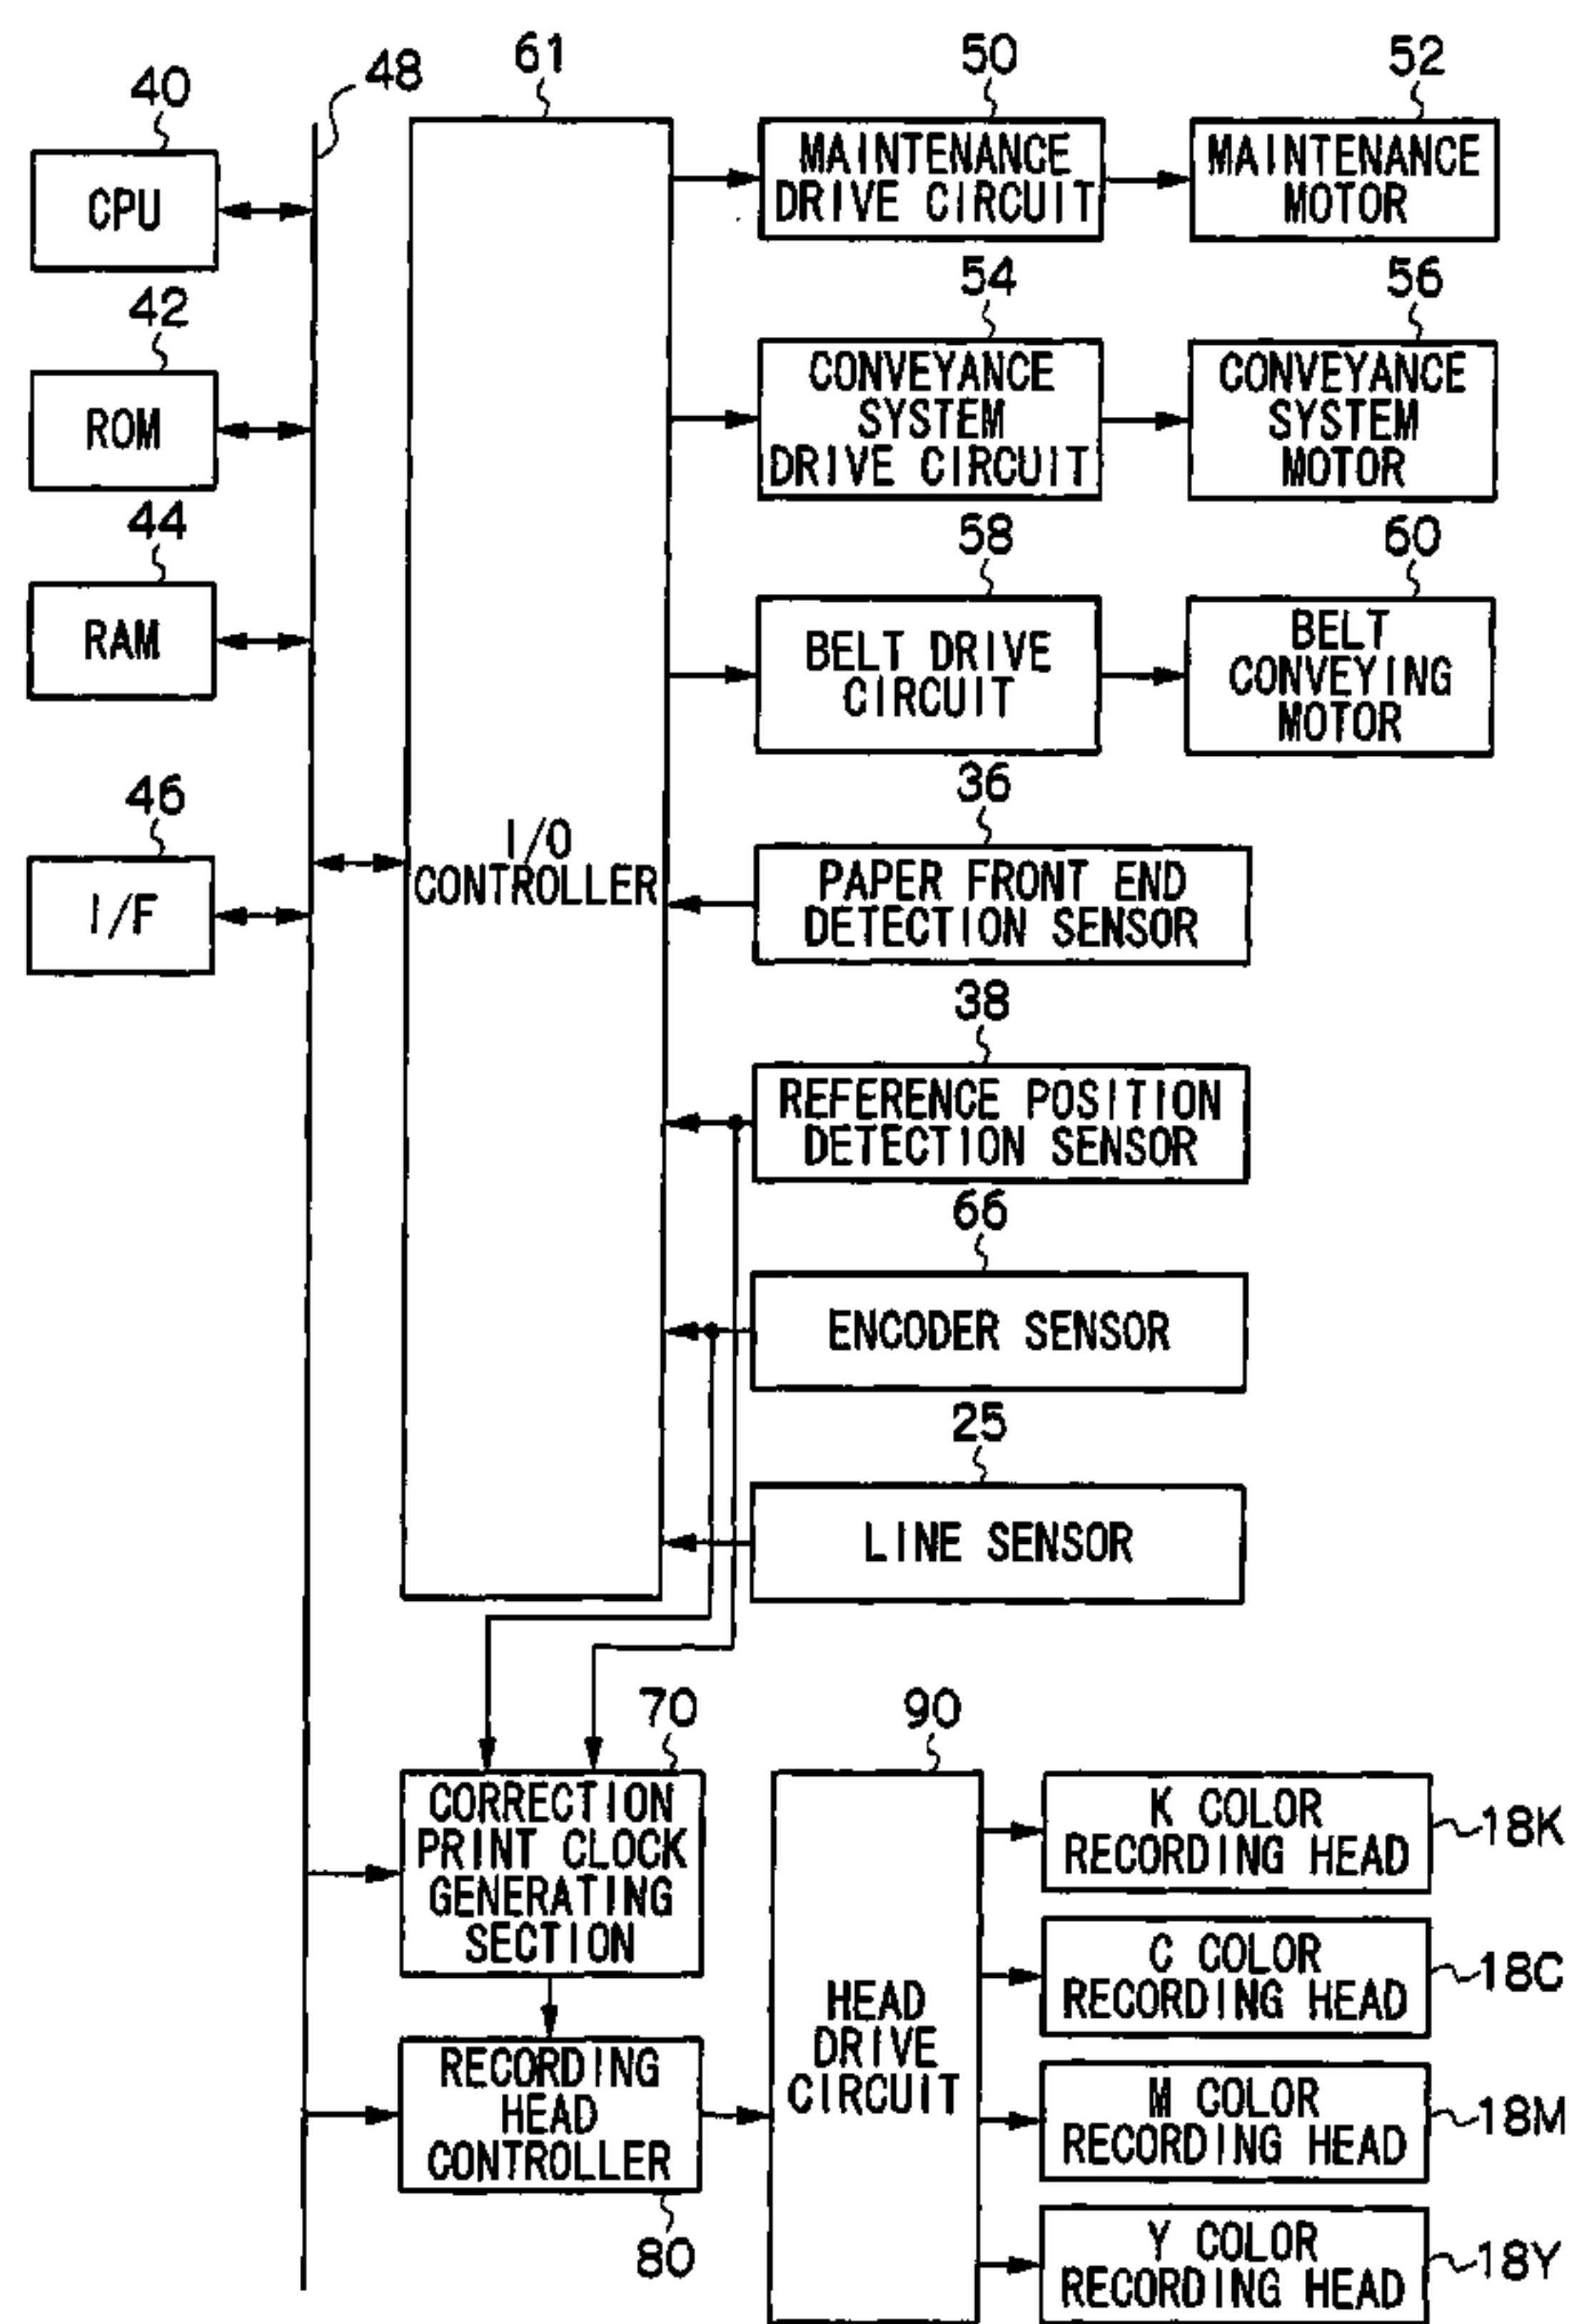 61
50
52
40
48
CPU
MAINTENANCE
DRIVE CIRCUIT
MAINTENANCE
MOTOR
42
54
56
ROM
CONVEYANCE
SYSTEM
DRIVE CIRCUIT
CONVEYANCE
SYSTEM
MOTOR
44
58
60
RAM
BELT DRIVE
CIRCUIT
BELT
CONVEYING
MOTOR
46
36
I/F
I/O
CONTROLLER
PAPER FRONT END
DETECTION SENSOR
38
REFERENCE POSITION
DETECTION SENSOR
66
ENCODER SENSOR
25
LINE SENSOR
70
90
CORRECTION
PRINT CLOCK
GENERATING
SECTION
K COLOR
RECORDING HEAD
18K
C COLOR
RECORDING HEAD
18C
HEAD
DRIVE
CIRCUIT
RECORDING
HEAD
CONTROLLER
80
M COLOR
RECORDING HEAD
18M
Y COLOR
RECORDING HEAD
18Y